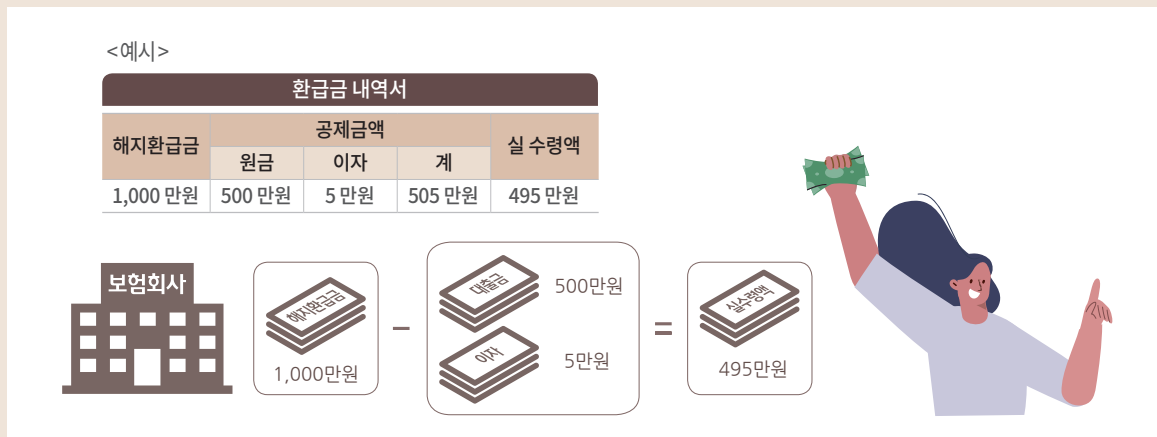 <예시>
환급금 내역서
해지환급금 공제금액 실 수령액
원금 이자 계
1,000 만원 500 만원 5 만원 505 만원 495 만원
보험회사
해지환급금
1,000만원
–
대출금
500만원
이자
5만원
=
실수령액
495만원